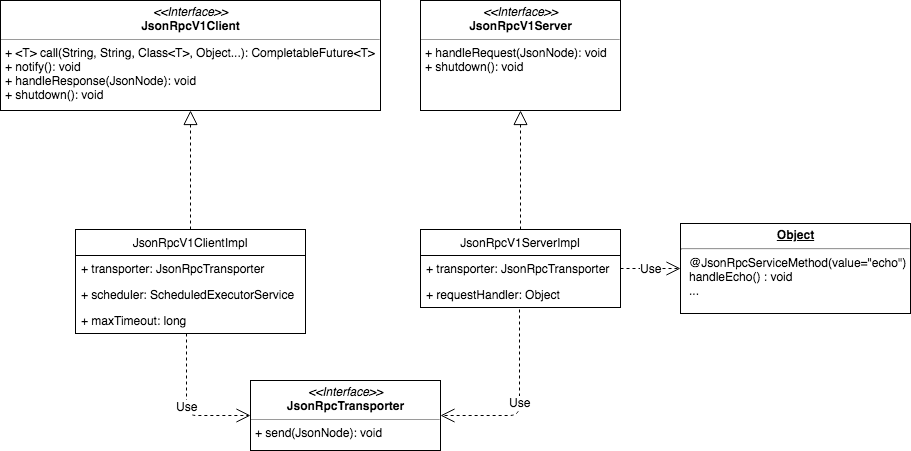 <<Interface>>
JsonRpcV1Client
+ <T> call(String, String, Class<T>, Object...): CompletableFuture<T>
+ notify(): void
+ handleResponse(JsonNode): void
+ shutdown(): void
<<Interface>>
JsonRpcV1Server
+ handleRequest(JsonNode): void
+ shutdown(): void
JsonRpcV1ClientImpl
+ transporter: JsonRpcTransporter
+ scheduler: ScheduledExecutorService
+ maxTimeout: long
JsonRpcV1ServerImpl
+ transporter: JsonRpcTransporter
+ requestHandler: Object
Use
Object
@JsonRpcServiceMethod(value="echo")
handleEcho() : void
...
Use
Use
<<Interface>>
JsonRpcTransporter
+ send(JsonNode): void